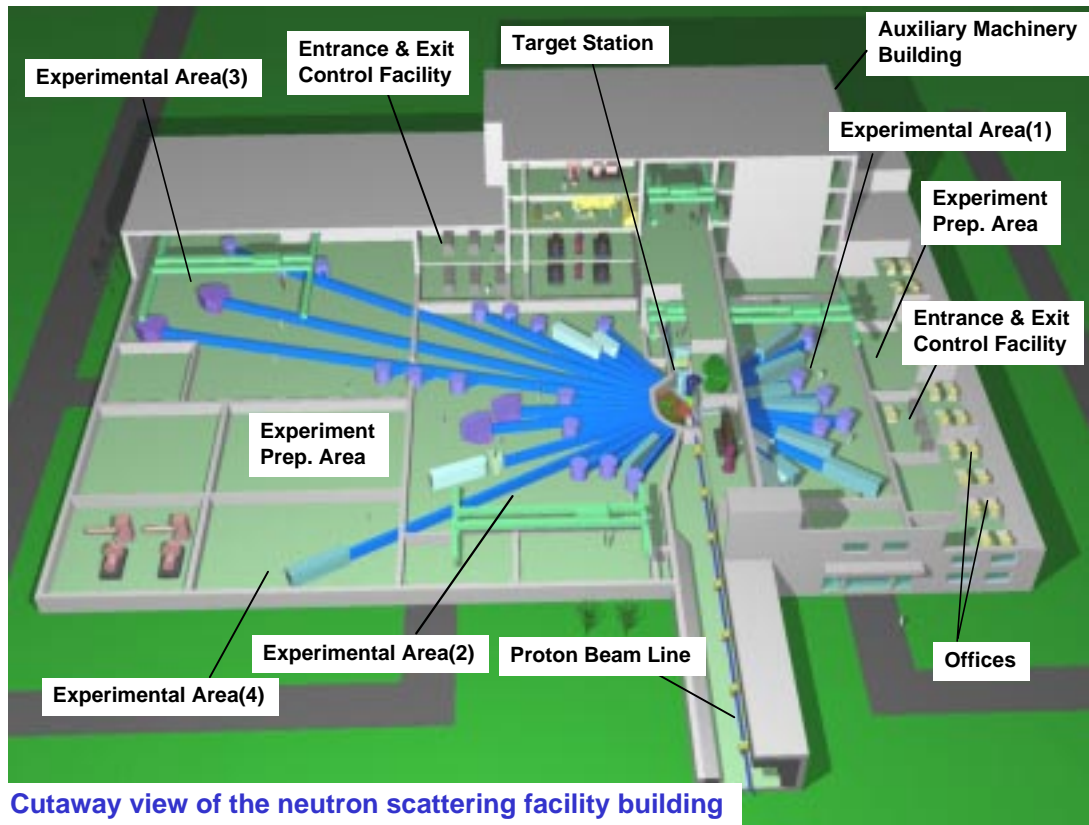 Entrance & Exit
Control Facility
Target Station
Auxiliary Machinery
Building
Experimental Area(3)
Experimental Area(1)
Experiment
Prep. Area
Entrance & Exit
Control Facility
Experiment
Prep. Area
Experimental Area(2)
Proton Beam Line
Offices
Experimental Area(4)
Cutaway view of the neutron scattering facility building